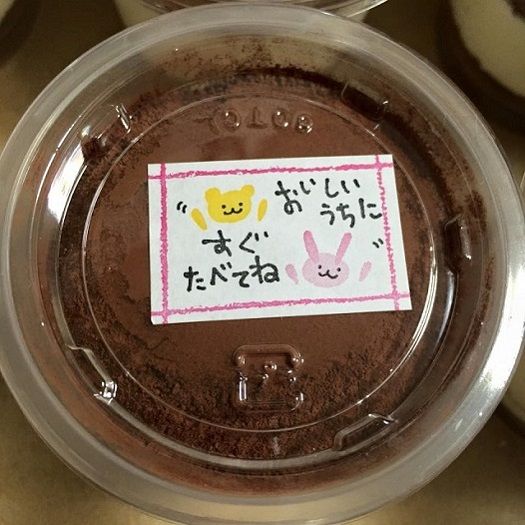 おいしい
うちに
すぐ
たべてね